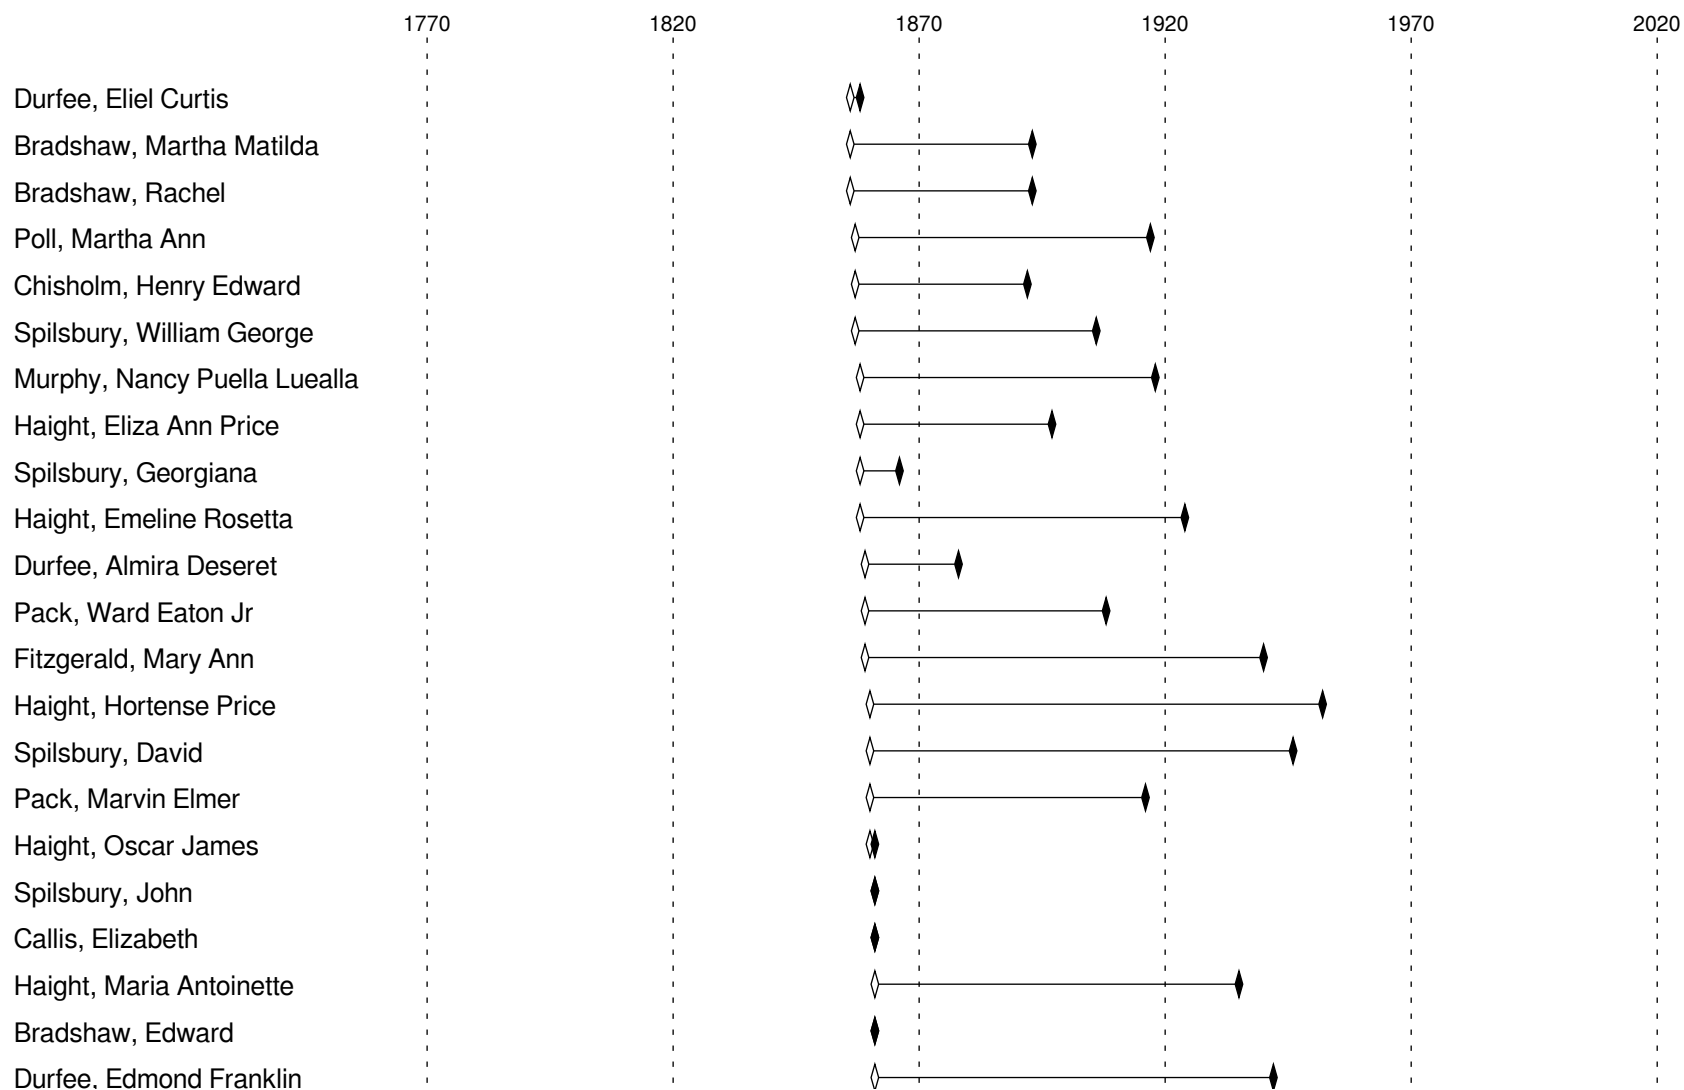 1770 1820 1870 1920 1970 2020
Durfee, Eliel Curtis
Bradshaw, Martha Matilda
Bradshaw, Rachel
Poll, Martha Ann
Chisholm, Henry Edward
Spilsbury, William George
Murphy, Nancy Puella Luealla
Haight, Eliza Ann Price
Spilsbury, Georgiana
Haight, Emeline Rosetta
Durfee, Almira Deseret
Pack, Ward Eaton Jr
Fitzgerald, Mary Ann
Haight, Hortense Price
Spilsbury, David
Pack, Marvin Elmer
Haight, Oscar James
Spilsbury, John
Callis, Elizabeth
Haight, Maria Antoinette
Bradshaw, Edward
Durfee, Edmond Franklin